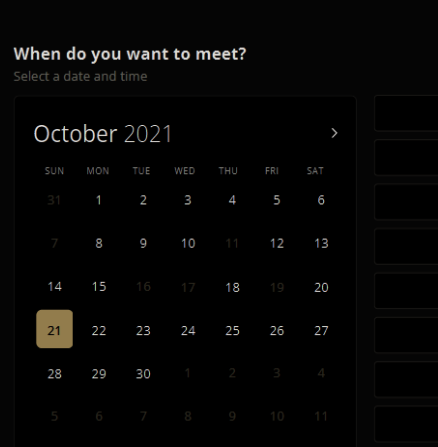 When do you want to meet?
Select a date and time
October 2021
SUN MON TUE WED THU FRI SAT
31 1 2 3 4 5 6
7 8 9 10 11 12 13
14 15 16 17 18 19 20
21 22 23 24 25 26 27
28 29 30 1 2 3 4
5 6 7 8 9 10 11